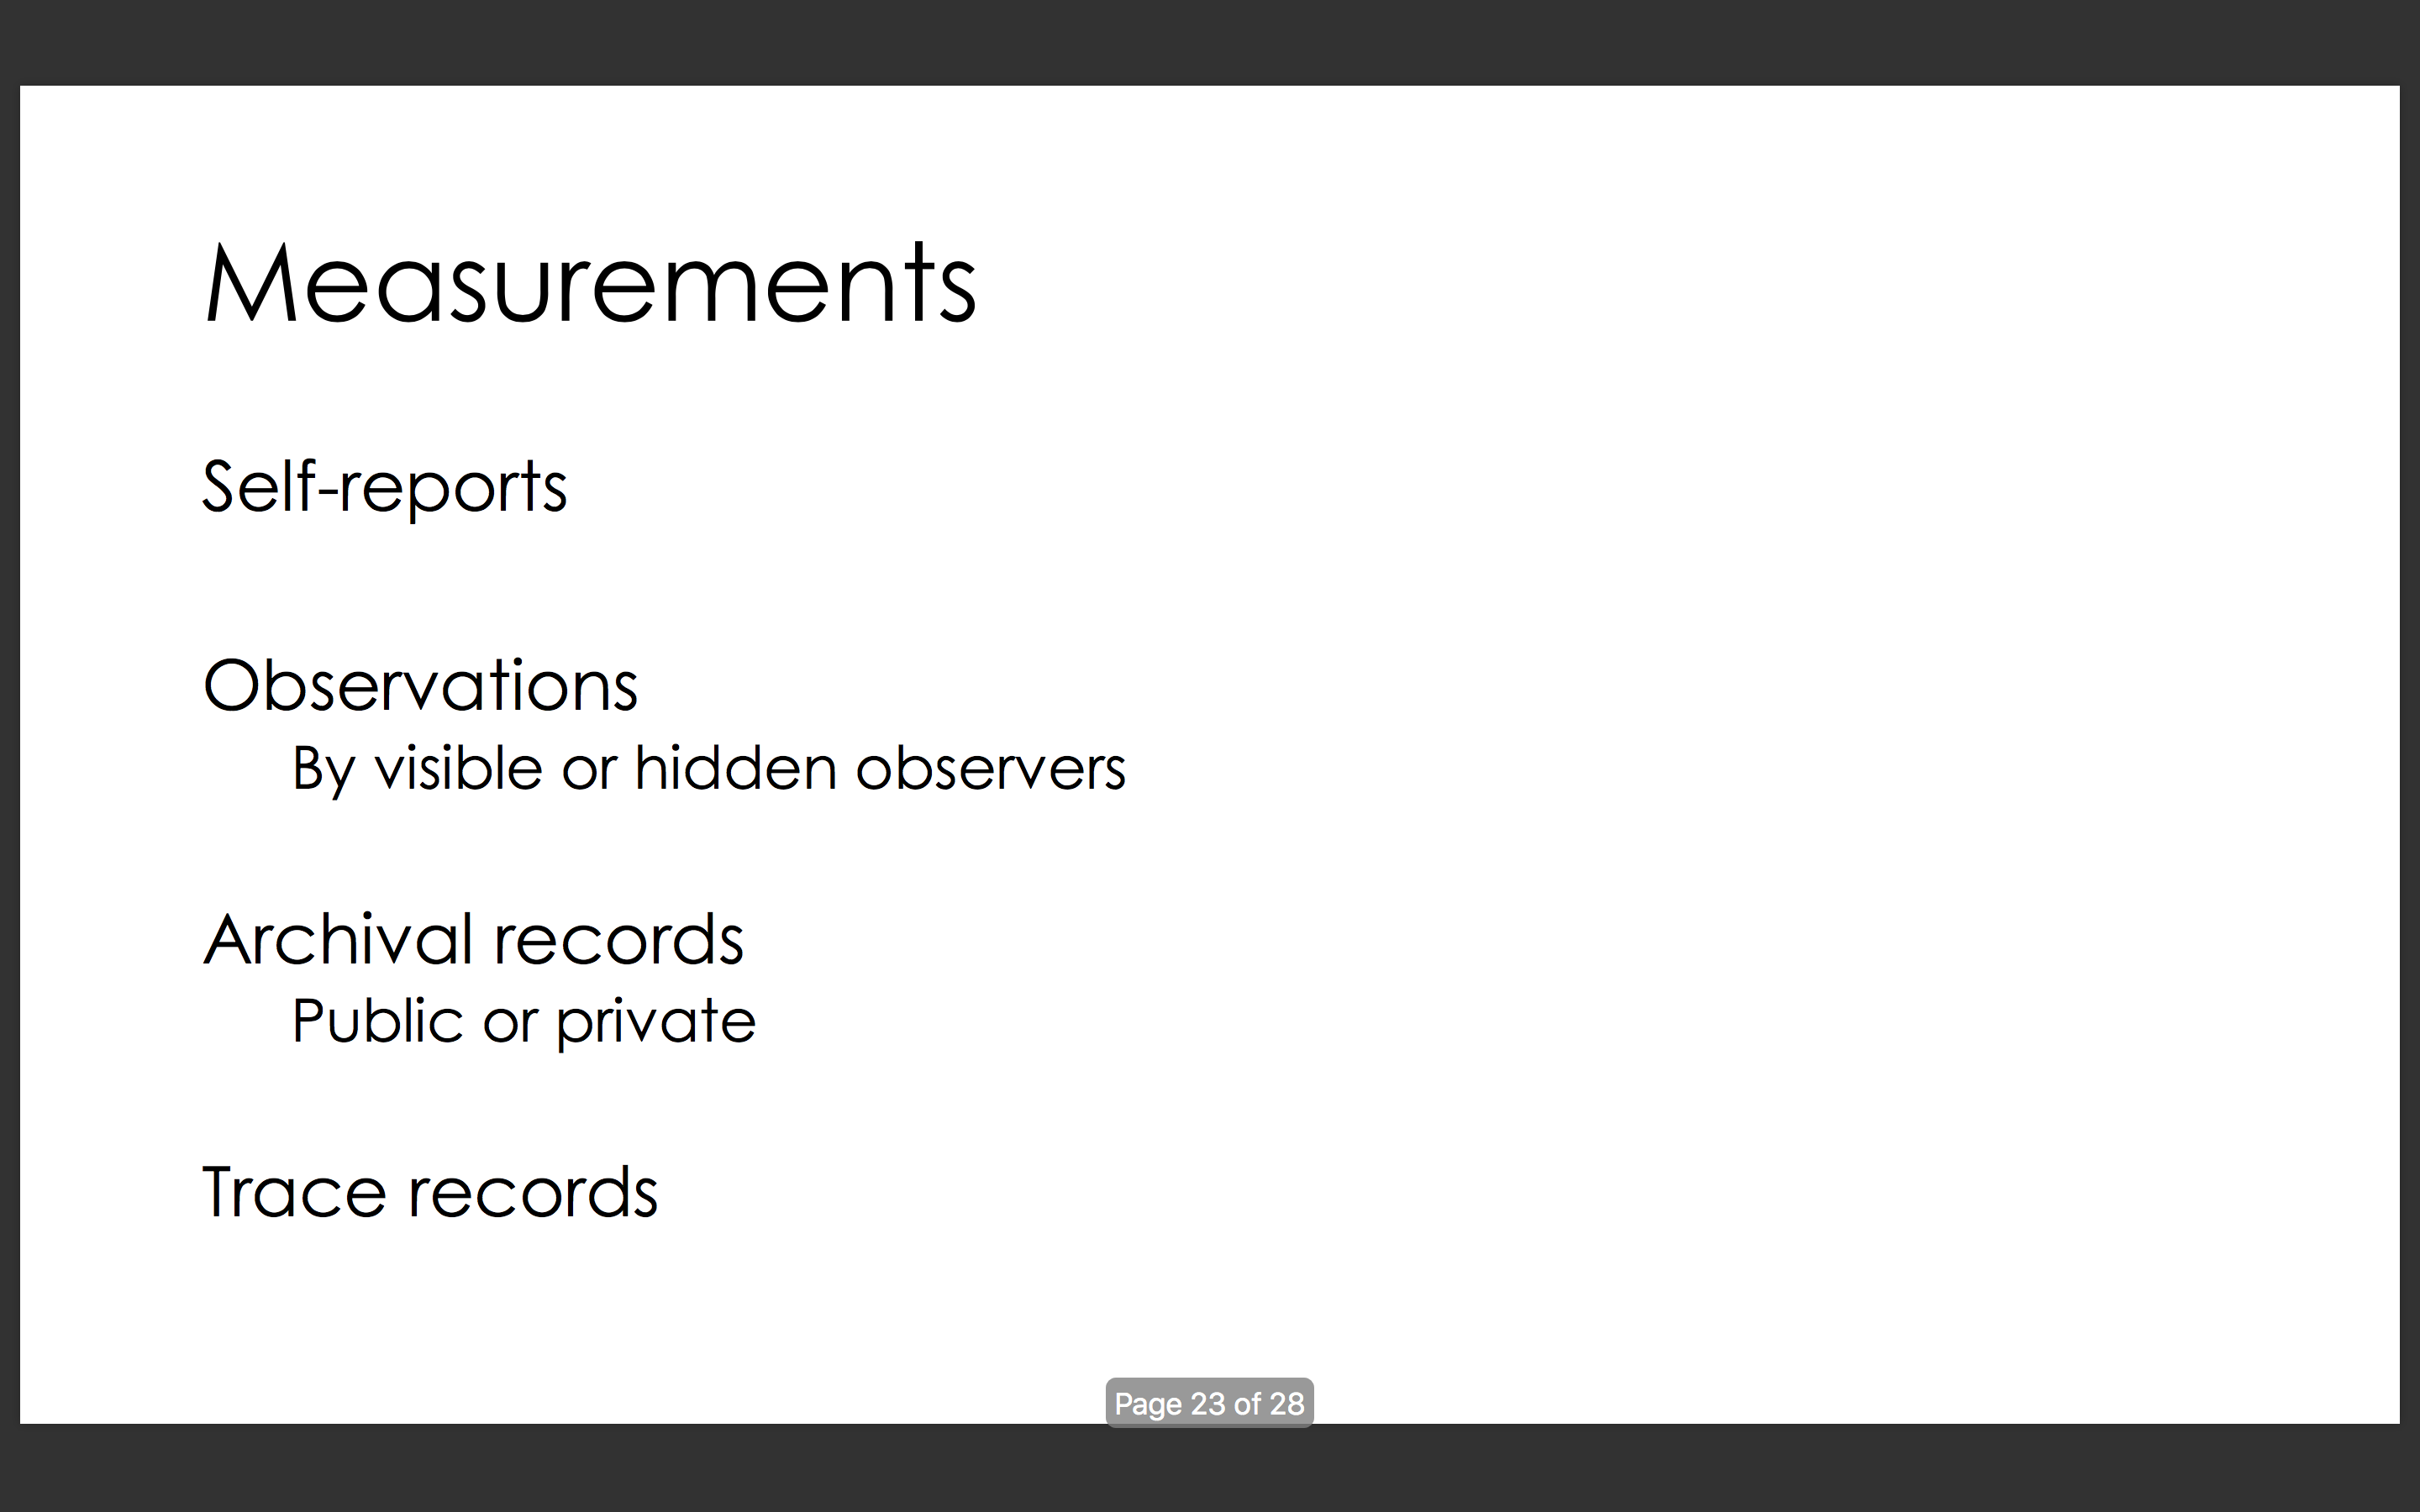 Measurements
Self-reports
Observations
By visible or hidden observers
Archival records
Public or private
Trace records
Page 23 of 28